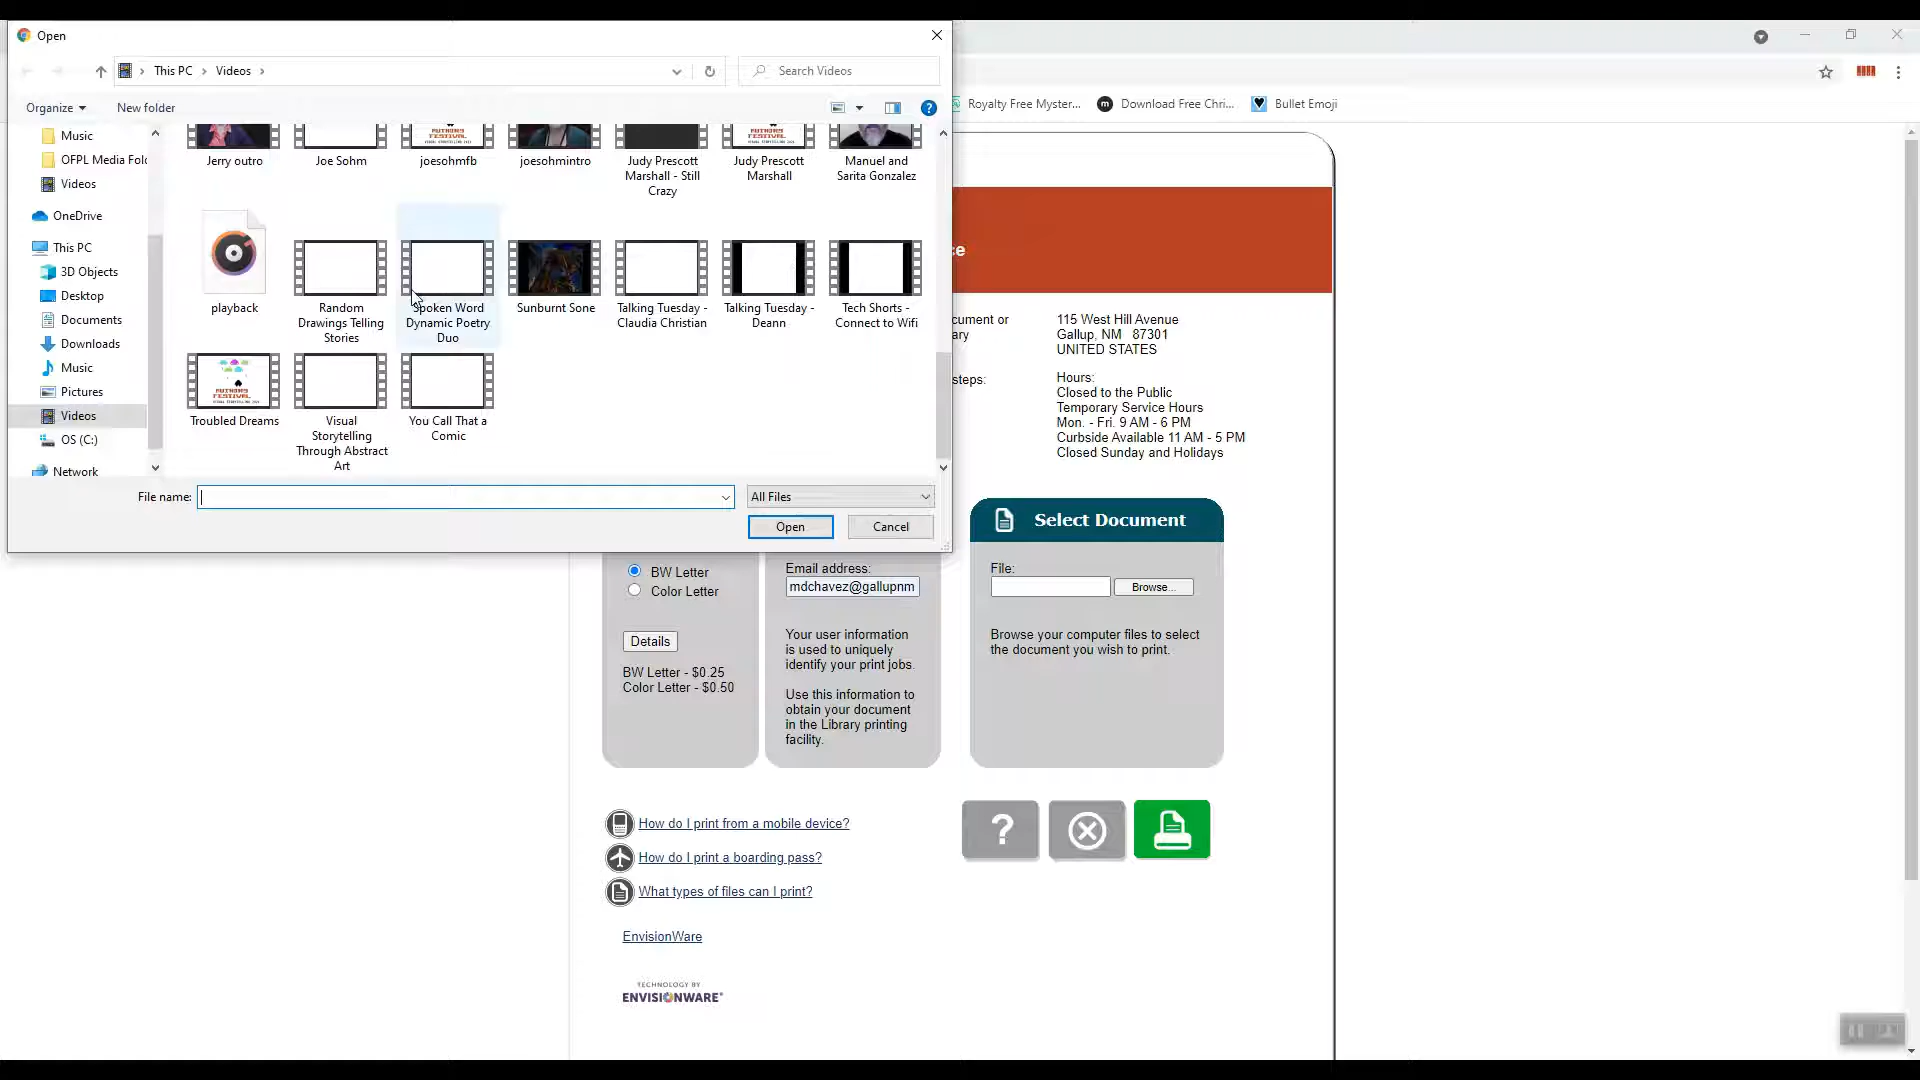 Open
This PC
Videos
Search Videos
Organize
New folder
Royalty Free Myster...
Download Free Chri...
Bullet Emoji
Music
OFPL Media Fol
Videos
OneDrive
This PC
3D Objects
Desktop
Documents
Downloads
Music
Pictures
Videos
OS (C:)
Network
AUTHORS
FESTIVAL
AUTHORS
FESTIVAL
Jerry outro
Joe Sohm
joesohmfb
joesohmintro
Judy Prescott
Marshall - Still
Crazy
Judy Prescott
Marshall
Manuel and
Sarita Gonzalez
playback
Random
Drawings Telling
Stories
Spoken Word
Dynamic Poetry
Duo
Sunburnt Sone
Talking Tuesday -
Claudia Christian
Talking Tuesday -
Deann
Tech Shorts -
Connect to Wifi
AUTHORS
FESTIVAL
Troubled Dreams
Visual
Storytelling
Through Abstract
Art
You Call That a
Comic
File name:
All Files
Open
Cancel
ce
cument or
ary
steps:
115 West Hill Avenue
Gallup, NM 87301
UNITED STATES
Hours:
Closed to the Public
Temporary Service Hours
Mon. - Fri. 9 AM - 6 PM
Curbside Available 11 AM - 5 PM
Closed Sunday and Holidays
BW Letter
Color Letter
Details
BW Letter - $0.25
Color Letter - $0.50
Email address:
mdchavez@gallupnm
Your user information
is used to uniquely
identify your print jobs.
Use this information to
obtain your document
in the Library printing
facility.
Select Document
File:
Browse...
Browse your computer files to select
the document you wish to print.
How do I print from a mobile device?
How do I print a boarding pass?
What types of files can I print?
EnvisionWare
TECHNOLOGY BY
ENVISIONWARE®